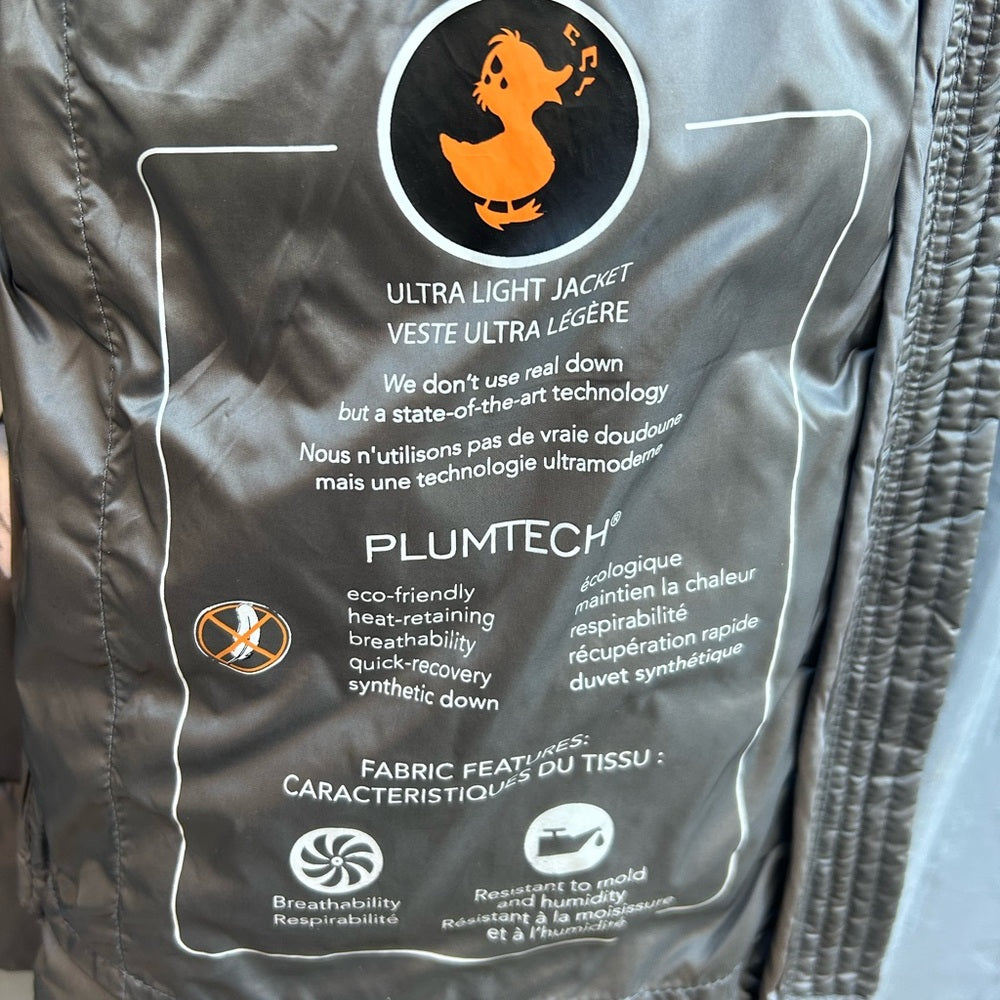 ULTRA LIGHT JACKET
VESTE ULTRA LÉGÈRE
We don't use real down
but a state-of-the-art technology
Nous n'utilisons pas de vraie doudoune
mais une technologie ultramoderne
PLUMTECH®
eco-friendly
heat-retaining
breathability
quick-recovery
synthetic down
écologique
maintien la chaleur
respirabilité
récupération rapide
duvet synthétique
FABRIC FEATURES:
CARACTERISTIQUES DU TISSU :
Breathability
Respirabilité
Resistant to mold
and humidity
Résistant à la moisissure
et à l'humidité